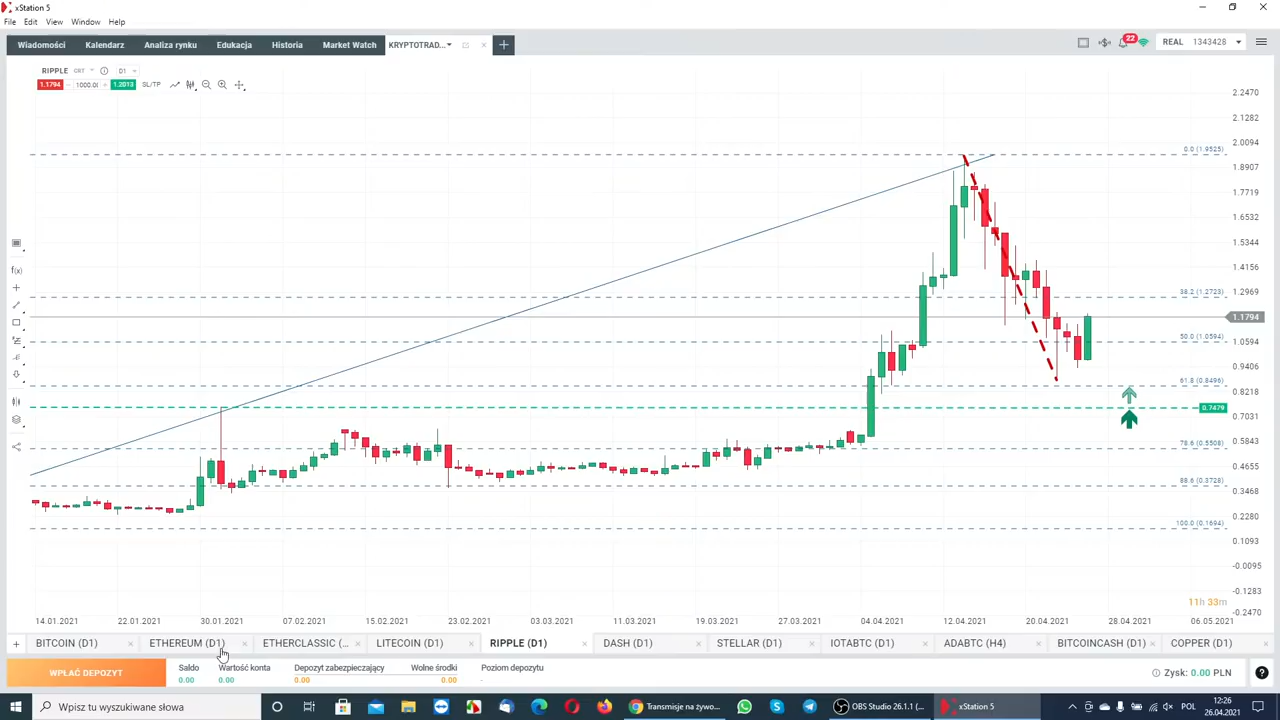 xStation 5
File Edit View Window Help
Wiadomości Kalendarz Analiza rynku Edukacja Historia Market Watch KRYPTOTRAD...
22 REAL 1343428
RIPPLE CRT D1
1.1794 1000.00 1.2013 SL/TP
2.2470
2.1282
2.0094
0.0 (1.9525)
1.8907
1.7719
1.6532
1.5344
1.4156
38.2 (1.2723) 1.2969
1.1794
50.0 (1.0594) 1.0594
0.9406
61.8 (0.8496)
0.8218
0.7479
0.7031
78.6 (0.5508) 0.5843
0.4655
88.6 (0.3728)
0.3468
0.2280
100.0 (0.1694)
0.1093
-0.0095
-0.1283
11h 33m
-0.2470
14.01.2021 22.01.2021 30.01.2021 07.02.2021 15.02.2021 23.02.2021 03.03.2021 11.03.2021 19.03.2021 27.03.2021 04.04.2021 12.04.2021 20.04.2021 28.04.2021 06.05.2021
BITCOIN (D1) ETHEREUM (D1) ETHERCLASSIC (... LITECOIN (D1) RIPPLE (D1) DASH (D1) STELLAR (D1) IOTABTC (D1) ADABTC (H4) BITCOINCASH (D1) COPPER (D1)
WPŁAĆ DEPOZYT
Saldo Wartość konta Depozyt zabezpieczający Wolne środki Poziom depozytu
0.00 0.00 0.00 0.00 -
Zysk: 0.00 PLN
Wpisz tu wyszukiwane słowa
Transmisje na żywo... OBS Studio 26.1.1 (... xStation 5
POL 12:26
26.04.2021